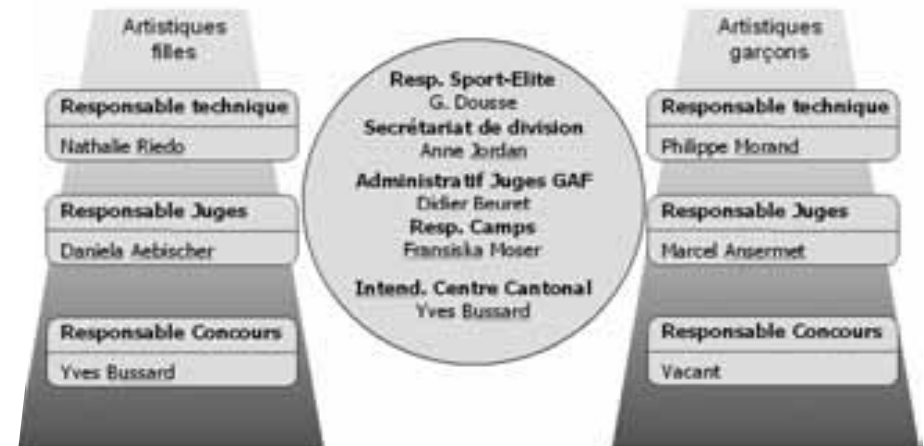 Artistiques
filles
Responsable technique
Nathalie Riedo
Responsable Juges
Daniela Aebischer
Responsable Concours
Yves Bussard
Resp. Sport-Elite
G. Dousse
Secrétariat de division
Anne Jordan
Administratif Juges GAF
Didier Beuret
Resp. Camps
Fransiska Moser
Intend. Centre Cantonal
Yves Bussard
Artistiques
garçons
Responsable technique
Philippe Morand
Responsable Juges
Marcel Ansermet
Responsable Concours
Vacant